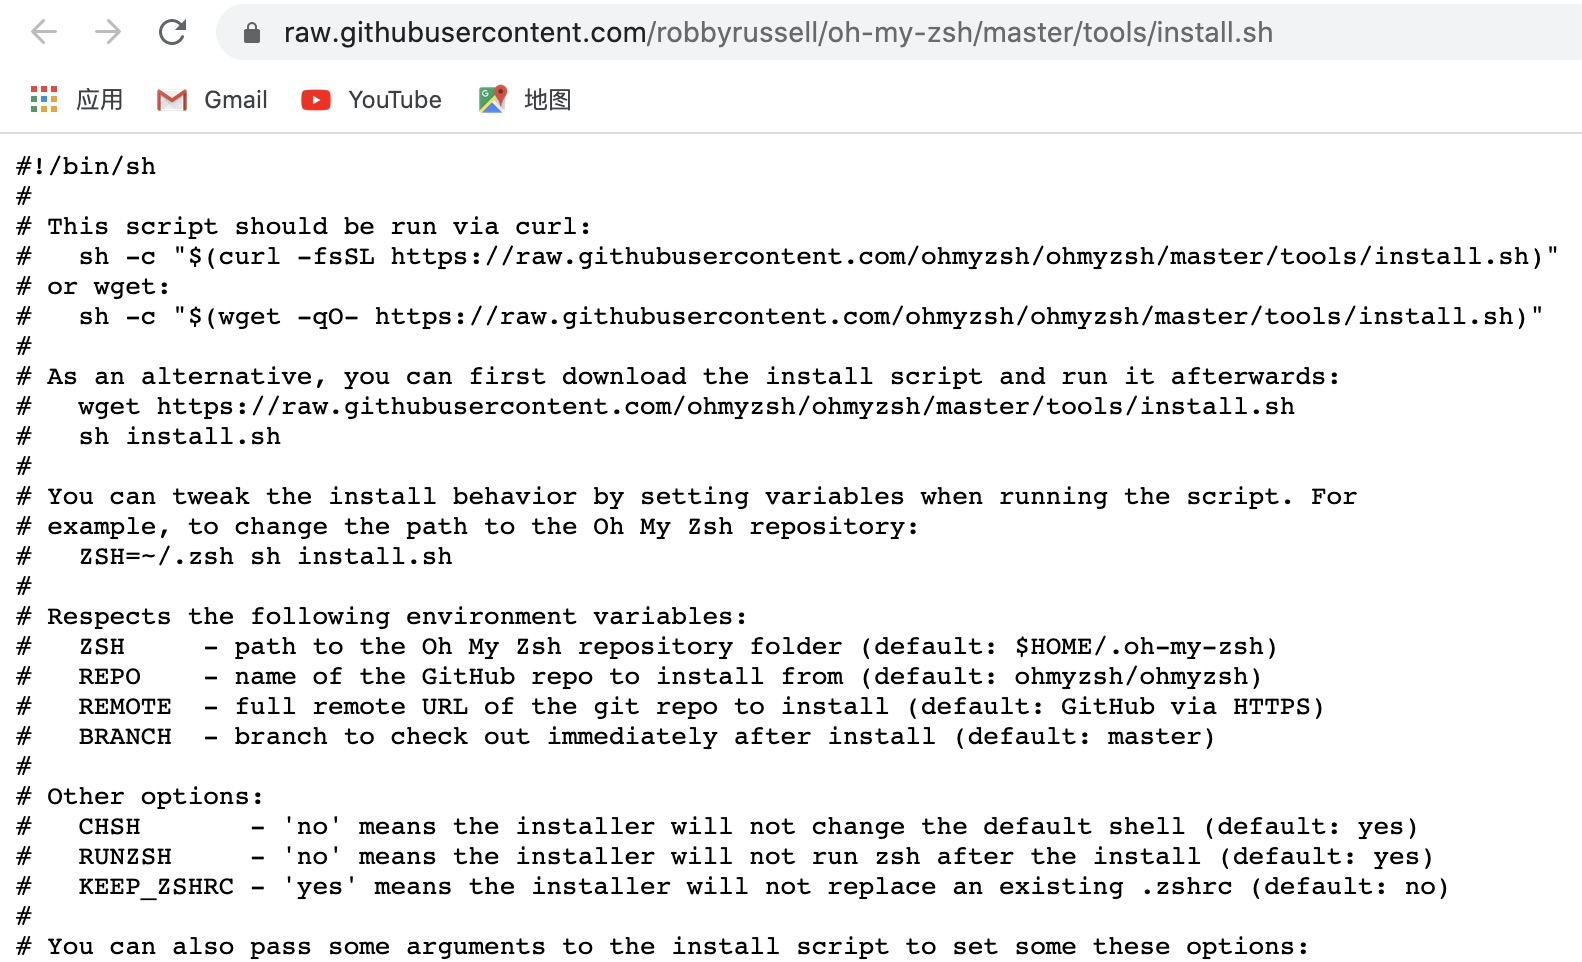 raw.githubusercontent.com/robbyrussell/oh-my-zsh/master/tools/install.sh
应用 Gmail YouTube 地图
#!/bin/sh
#
# This script should be run via curl:
#   sh -c "$(curl -fsSL https://raw.githubusercontent.com/ohmyzsh/ohmyzsh/master/tools/install.sh)"
# or wget:
#   sh -c "$(wget -qO- https://raw.githubusercontent.com/ohmyzsh/ohmyzsh/master/tools/install.sh)"
#
# As an alternative, you can first download the install script and run it afterwards:
#   wget https://raw.githubusercontent.com/ohmyzsh/ohmyzsh/master/tools/install.sh
#   sh install.sh
#
# You can tweak the install behavior by setting variables when running the script. For
# example, to change the path to the Oh My Zsh repository:
#   ZSH=~/.zsh sh install.sh
#
# Respects the following environment variables:
#   ZSH     - path to the Oh My Zsh repository folder (default: $HOME/.oh-my-zsh)
#   REPO    - name of the GitHub repo to install from (default: ohmyzsh/ohmyzsh)
#   REMOTE  - full remote URL of the git repo to install (default: GitHub via HTTPS)
#   BRANCH  - branch to check out immediately after install (default: master)
#
# Other options:
#   CHSH       - 'no' means the installer will not change the default shell (default: yes)
#   RUNZSH     - 'no' means the installer will not run zsh after the install (default: yes)
#   KEEP_ZSHRC - 'yes' means the installer will not replace an existing .zshrc (default: no)
#
# You can also pass some arguments to the install script to set some these options: